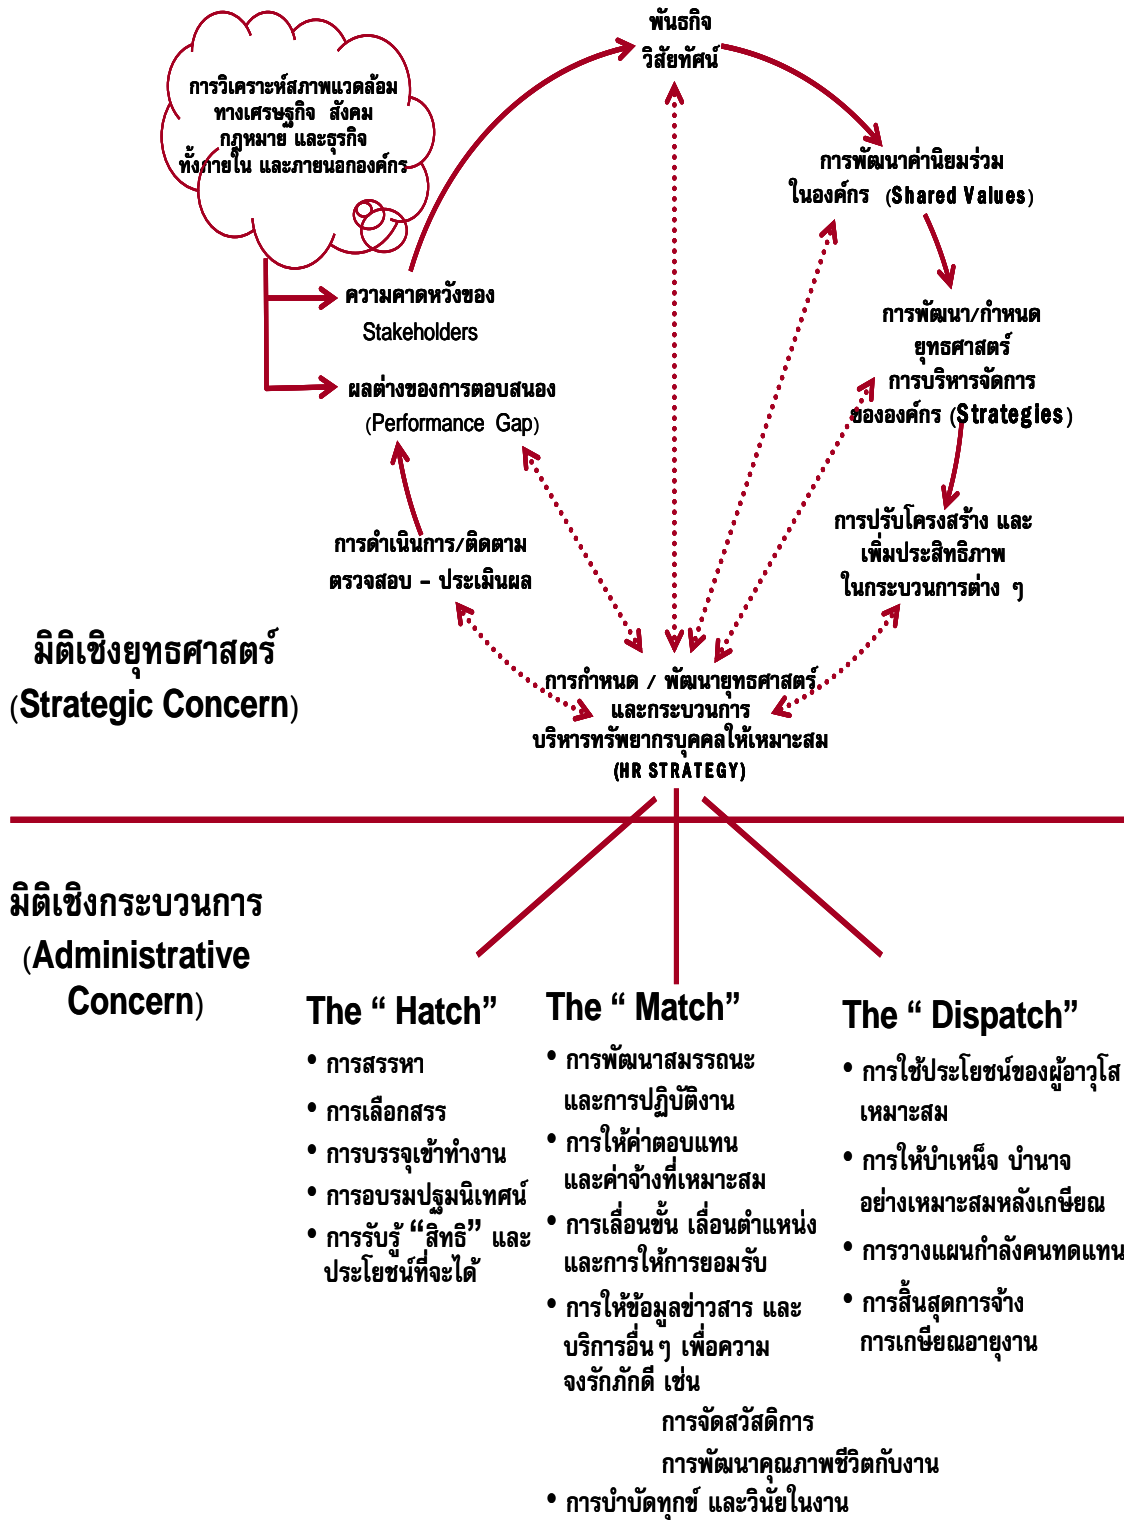 การวิเคราะห์สภาพแวดล้อม
ทางเศรษฐกิจ สังคม
กฎหมาย และธุรกิจ
ทั้งภายใน และภายนอกองค์กร
พันธกิจ
วิสัยทัศน์
การพัฒนาค่านิยมร่วม
ในองค์กร (Shared Values)
ความคาดหวังของ
Stakeholders
การพัฒนา/กำหนด
ยุทธศาสตร์
การบริหารจัดการ
ขององค์กร (Strategies)
ผลต่างของการตอบสนอง
(Performance Gap)
การปรับโครงสร้าง และ
เพิ่มประสิทธิภาพ
ในกระบวนการต่าง ๆ
การดำเนินการ/ติดตาม
ตรวจสอบ – ประเมินผล
มิติเชิงยุทธศาสตร์
(Strategic Concern)
การกำหนด / พัฒนายุทธศาสตร์
และกระบวนการ
บริหารทรัพยากรบุคคลให้เหมาะสม
(HR STRATEGY)
มิติเชิงกระบวนการ
(Administrative
Concern)
The “ Hatch”
• การสรรหา
• การเลือกสรร
• การบรรจุเข้าทำงาน
• การอบรมปฐมนิเทศน์
• การรับรู้ “สิทธิ” และ
ประโยชน์ที่จะได้
The “ Match”
• การพัฒนาสมรรถนะ
และการปฏิบัติงาน
• การให้ค่าตอบแทน
และค่าจ้างที่เหมาะสม
• การเลื่อนขั้น เลื่อนตำแหน่ง
และการให้การยอมรับ
• การให้ข้อมูลข่าวสาร และ
บริการอื่น ๆ เพื่อความ
จงรักภักดี เช่น
การจัดสวัสดิการ
การพัฒนาคุณภาพชีวิตกับงาน
• การบำบัดทุกข์ และวินัยในงาน
The “ Dispatch”
• การใช้ประโยชน์ของผู้อาวุโส
เหมาะสม
• การให้บำเหน็จ บำนาจ
อย่างเหมาะสมหลังเกษียณ
• การวางแผนกำลังคนทดแทน
• การสิ้นสุดการจ้าง
การเกษียณอายุงาน